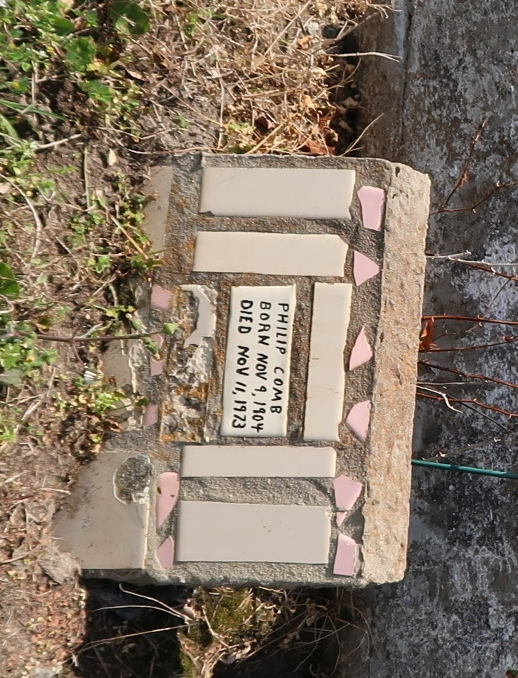 PHILIP COMB
BORN NOV 9, 1904
DIED NOV 11, 1973